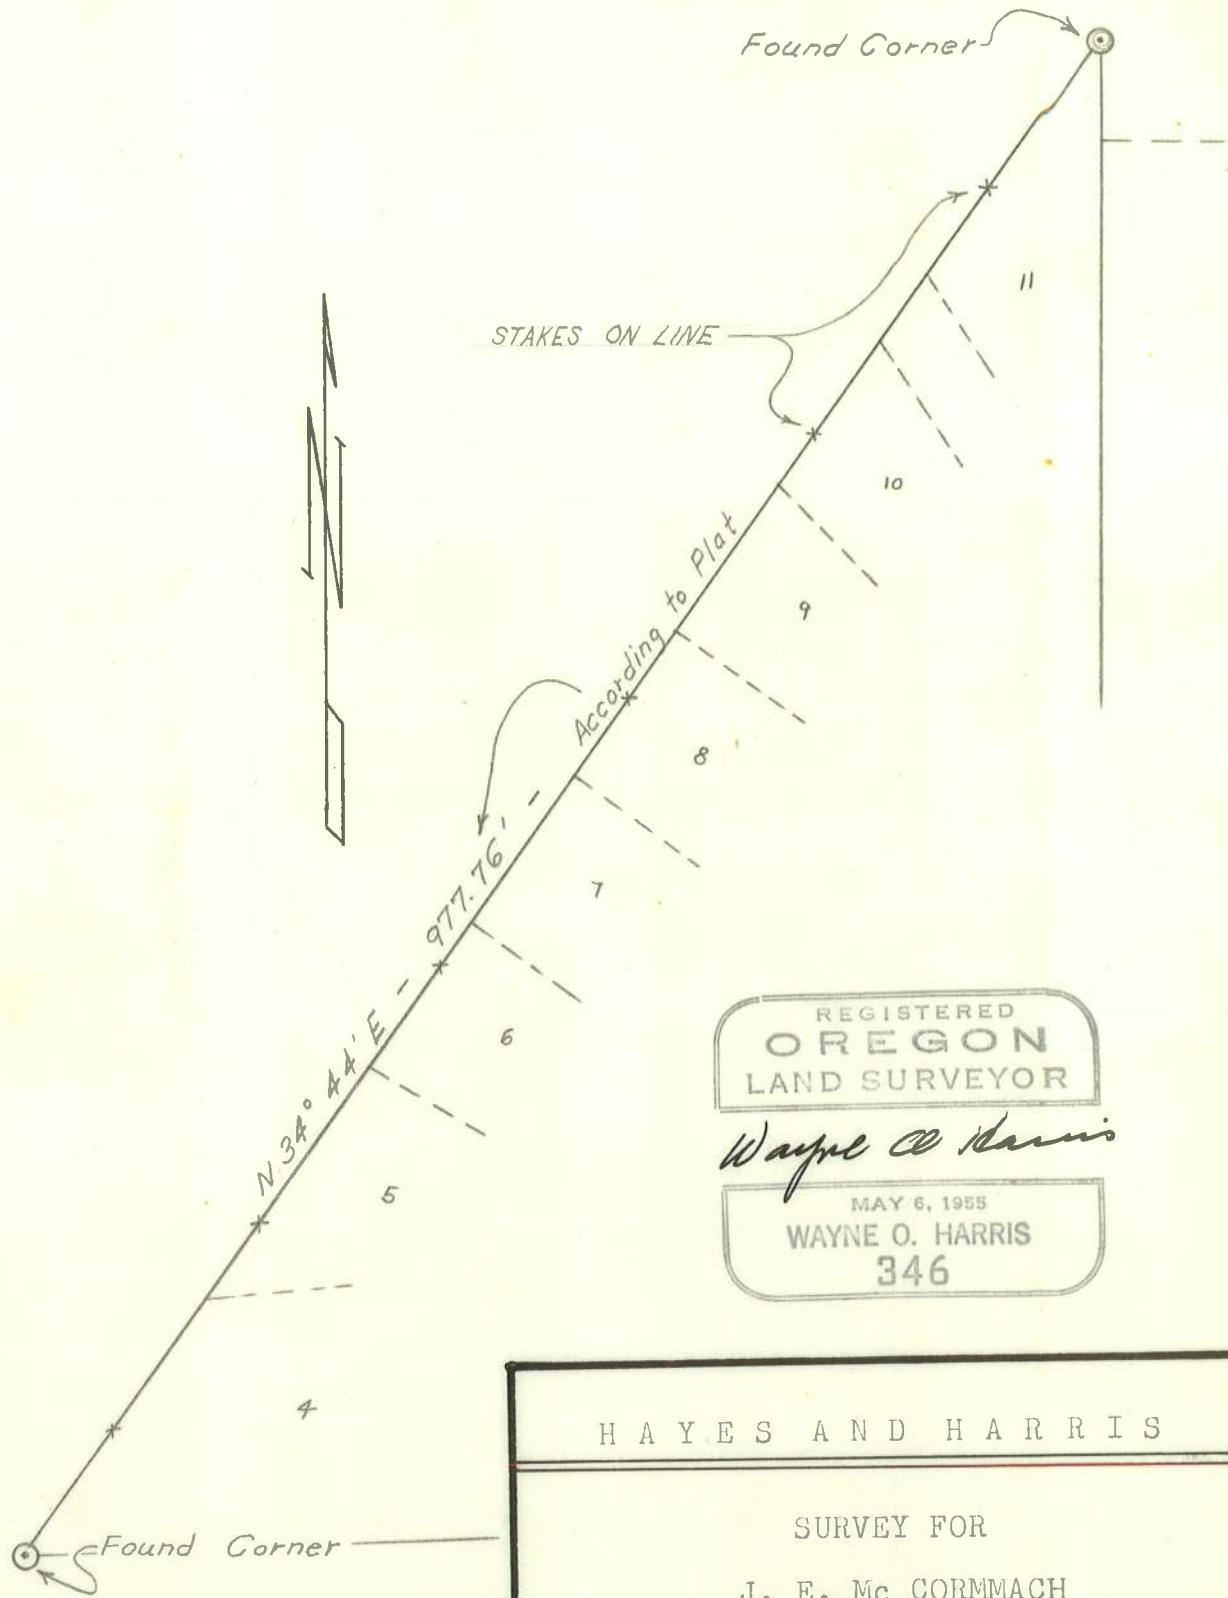 Found Corner
STAKES ON LINE
11
10
9
8
7
6
5
4
According to Plat
N. 34° 44' E - 977.76' -
REGISTERED
OREGON
LAND SURVEYOR
Wayne O Harris
MAY 6, 1955
WAYNE O. HARRIS
346
Found Corner
HAYES AND HARRIS
SURVEY FOR
J. E. Mc CORMMACH